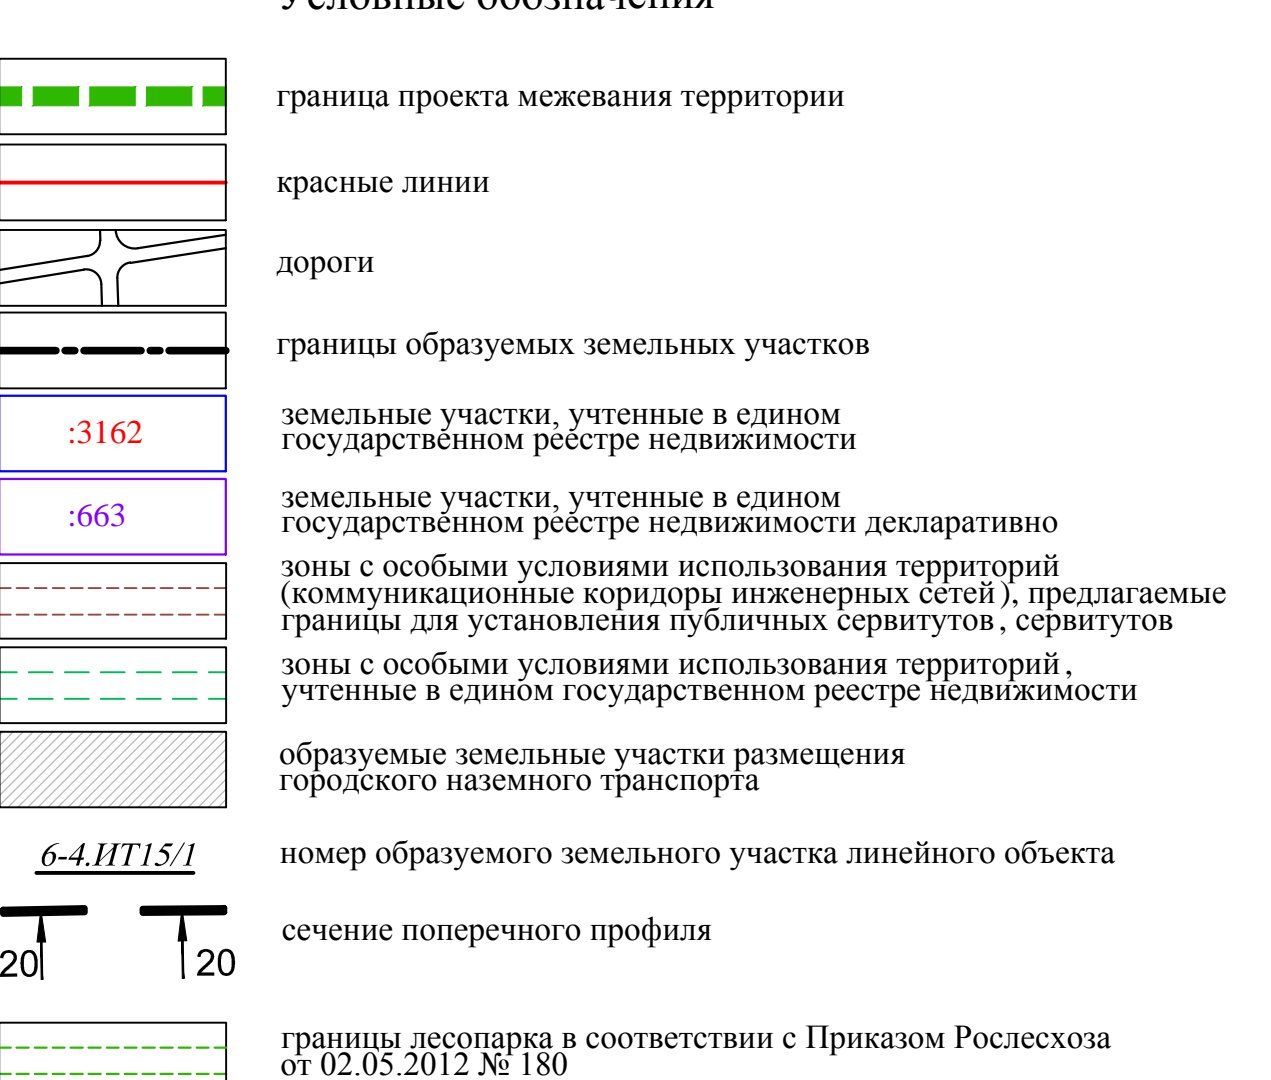 Условные обозначения
граница проекта межевания территории
красные линии
дороги
границы образуемых земельных участков
:3162
земельные участки, учтенные в едином
государственном реестре недвижимости
:663
земельные участки, учтенные в едином
государственном реестре недвижимости декларативно
зоны с особыми условиями использования территорий
(коммуникационные коридоры инженерных сетей), предлагаемые
границы для установления публичных сервитутов, сервитутов
зоны с особыми условиями использования территорий,
учтенные в едином государственном реестре недвижимости
образуемые земельные участки размещения
городского наземного транспорта
6-4.ИТ15/1 номер образуемого земельного участка линейного объекта
сечение поперечного профиля
20 20
границы лесопарка в соответствии с Приказом Рослесхоза
от 02.05.2012 № 180